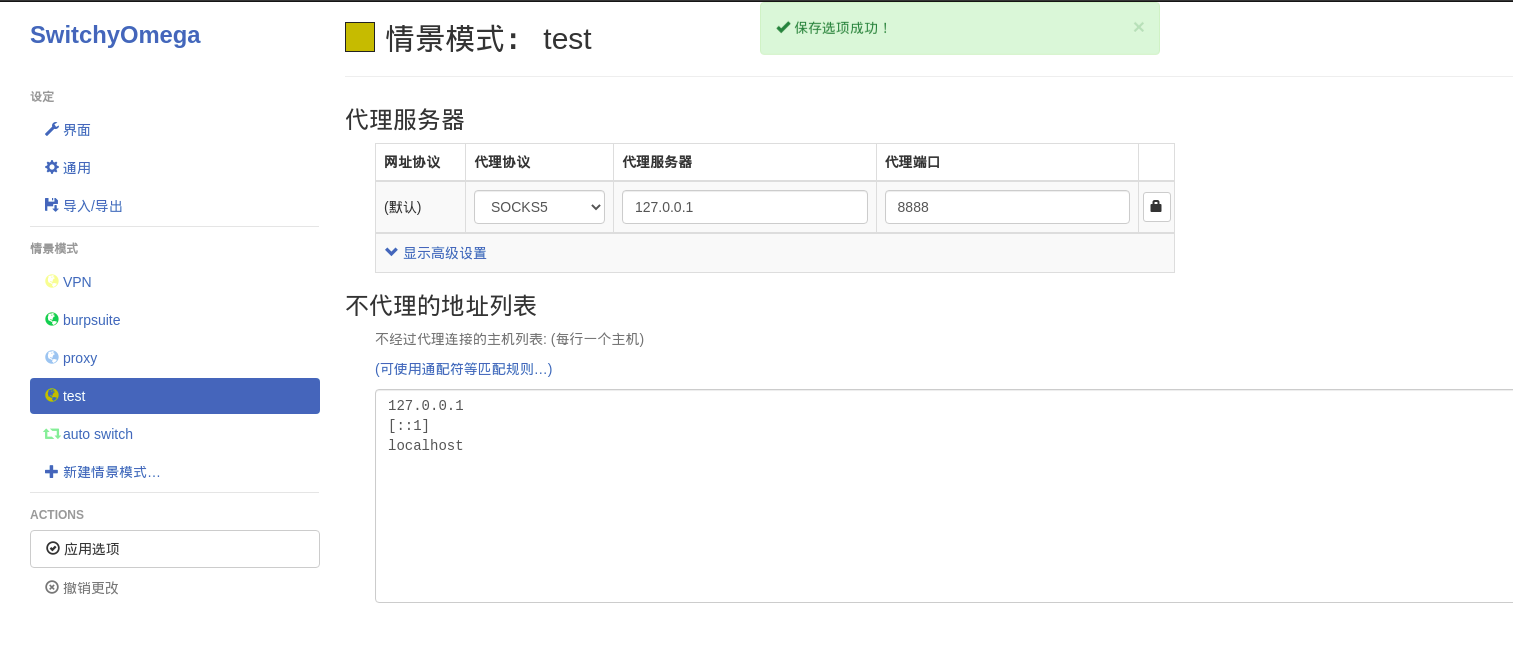 SwitchyOmega
设定
界面
通用
导入/导出
情景模式
VPN
burpsuite
proxy
test
auto switch
新建情景模式…
ACTIONS
应用选项
撤销更改
情景模式： test
保存选项成功！ ×
代理服务器
网址协议 代理协议 代理服务器 代理端口
(默认) SOCKS5 127.0.0.1 8888
显示高级设置
不代理的地址列表
不经过代理连接的主机列表: (每行一个主机)
(可使用通配符等匹配规则…)
127.0.0.1
[::1]
localhost